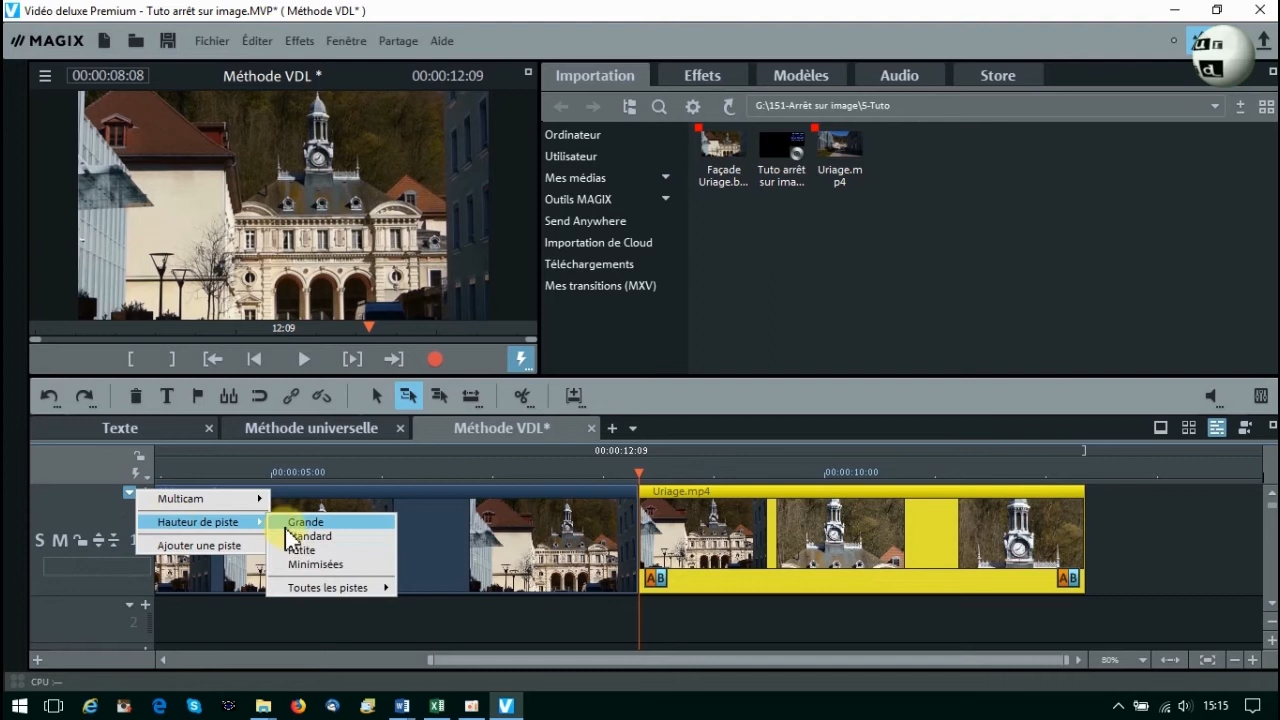 Vidéo deluxe Premium - Tuto arrêt sur image.MVP* ( Méthode VDL* )
MAGIX Fichier Éditer Effets Fenêtre Partage Aide
00:00:08:08 Méthode VDL * 00:00:12:09
Importation Effets Modèles Audio Store
G:\151-Arrêt sur image\5-Tuto
Ordinateur
Utilisateur
Mes médias
Outils MAGIX
Send Anywhere
Importation de Cloud
Téléchargements
Mes transitions (MXV)
Façade
Uriage.b...
Tuto arrêt
sur ima...
Uriage.m
p4
12:09
Texte Méthode universelle Méthode VDL*
00:00:12:09
00:00:05:00 00:00:10:00
Uriage.mp4
Multicam
Hauteur de piste
Ajouter une piste
Grande
Minimisées
Toutes les pistes
S M 1
AB AB
2
80%
CPU :--
15:15